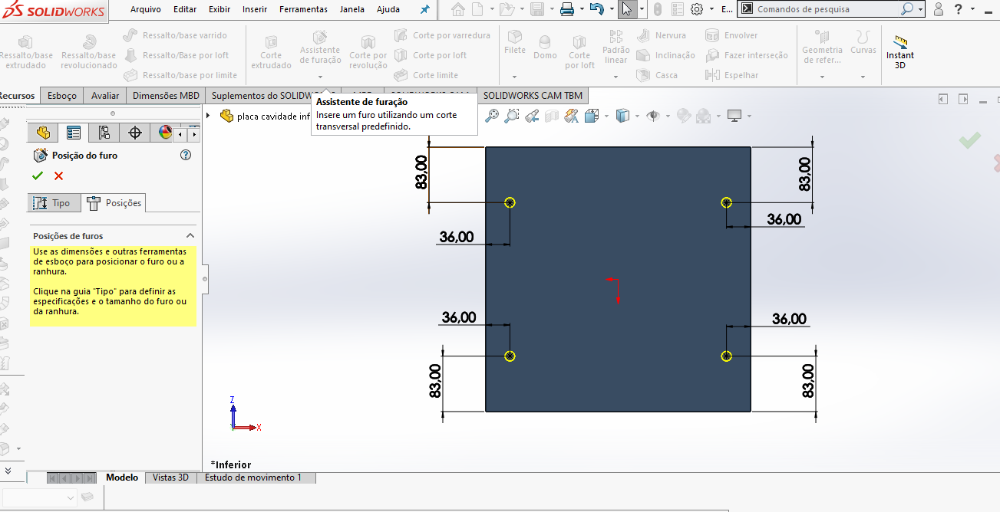 SOLIDWORKS
Arquivo Editar Exibir Inserir Ferramentas Janela Ajuda
E...
Comandos de pesquisa
?
Ressalto/base
extrudado
Ressalto/base
revolucionado
Ressalto/base varrido
Ressalto/base por loft
Ressalto/base por limite
Corte
extrudado
Assistente
de furação
Corte por
revolução
Corte por varredura
Corte por loft
Corte limite
Filete
Domo
Corte
por loft
Padrão
linear
Nervura
Inclinação
Casca
Envolver
Fazer interseção
Espelhar
Geometria
de refer...
Curvas
Instant
3D
Recursos Esboço Avaliar Dimensões MBD Suplementos do SOLIDW
SOLIDWORKS CAM TBM
Assistente de furação
Insere um furo utilizando um corte
transversal predefinido.
placa cavidade inf
Posição do furo
?
Tipo Posições
Posições de furos
Use as dimensões e outras ferramentas
de esboço para posicionar o furo ou a
ranhura.
Clique na guia "Tipo" para definir as
especificações e o tamanho do furo ou
da ranhura.
83,00
83,00
36,00
36,00
36,00
36,00
83,00
83,00
Z
X
*Inferior
Modelo Vistas 3D Estudo de movimento 1